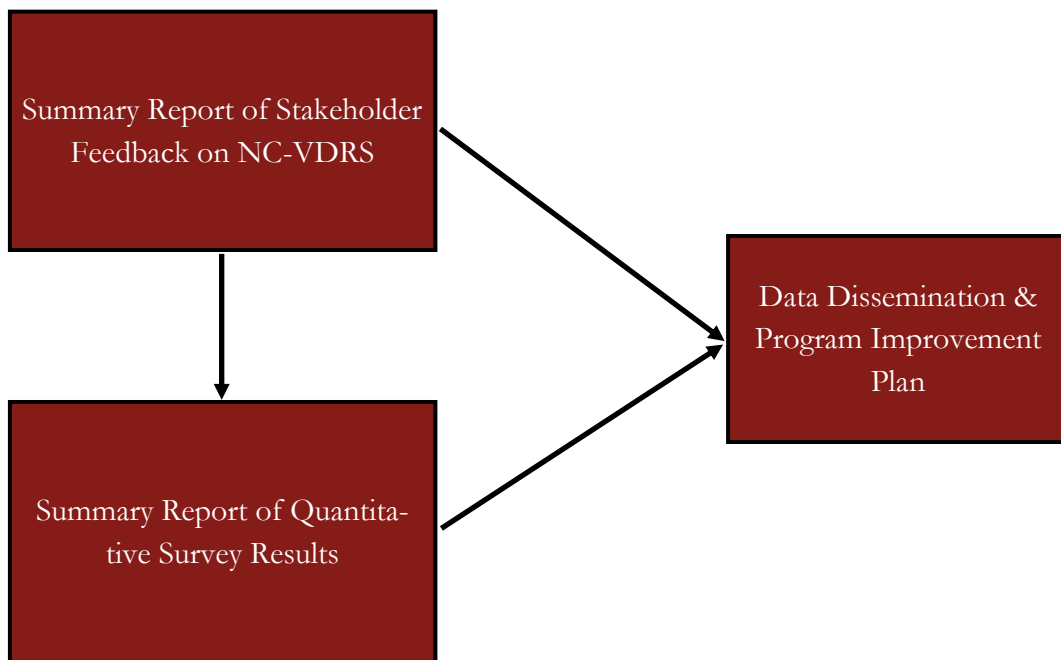 Summary Report of Stakeholder
Feedback on NC-VDRS
Data Dissemination &
Program Improvement
Plan
Summary Report of Quantita-
tive Survey Results